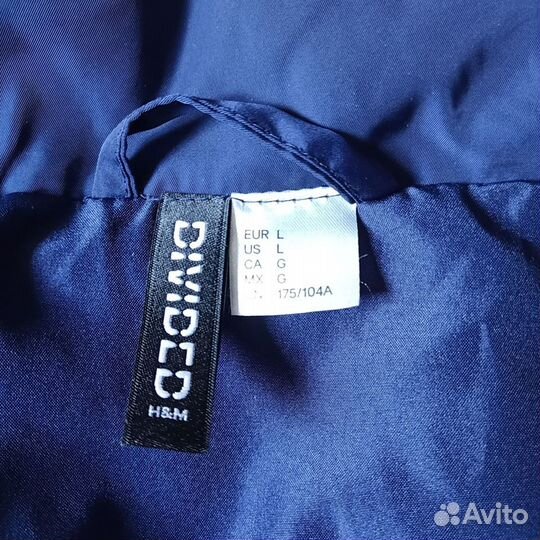 DIVIDED
H&M
EUR L
US L
CA G
MX G
175/104A
Avito